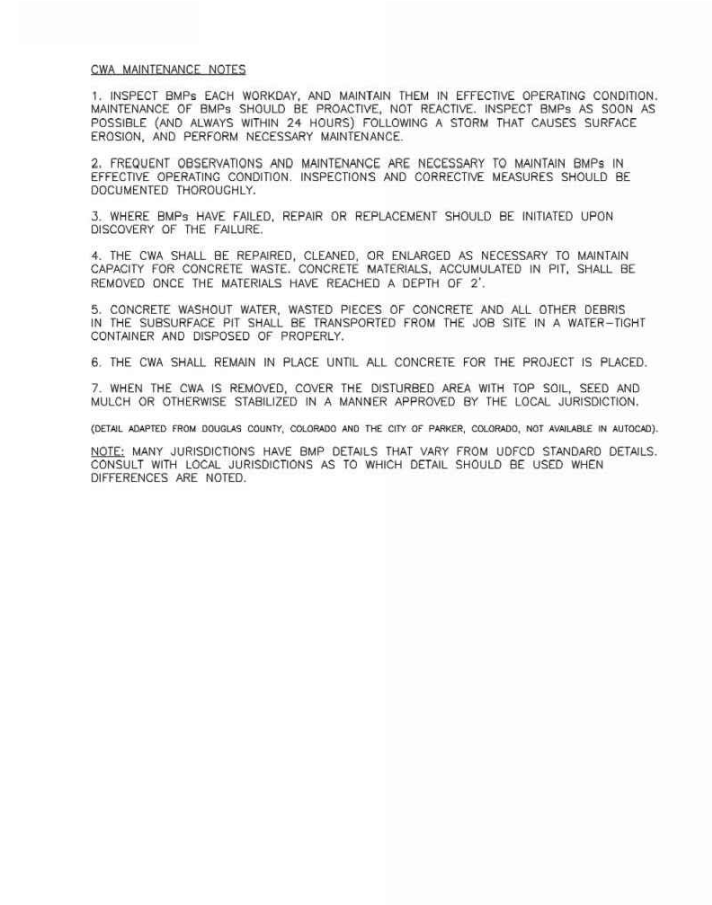 CWA MAINTENANCE NOTES
1. INSPECT BMPs EACH WORKDAY, AND MAINTAIN THEM IN EFFECTIVE OPERATING CONDITION.
MAINTENANCE OF BMPs SHOULD BE PROACTIVE, NOT REACTIVE. INSPECT BMPs AS SOON AS
POSSIBLE (AND ALWAYS WITHIN 24 HOURS) FOLLOWING A STORM THAT CAUSES SURFACE
EROSION, AND PERFORM NECESSARY MAINTENANCE.
2. FREQUENT OBSERVATIONS AND MAINTENANCE ARE NECESSARY TO MAINTAIN BMPs IN
EFFECTIVE OPERATING CONDITION. INSPECTIONS AND CORRECTIVE MEASURES SHOULD BE
DOCUMENTED THOROUGHLY.
3. WHERE BMPs HAVE FAILED, REPAIR OR REPLACEMENT SHOULD BE INITIATED UPON
DISCOVERY OF THE FAILURE.
4. THE CWA SHALL BE REPAIRED, CLEANED, OR ENLARGED AS NECESSARY TO MAINTAIN
CAPACITY FOR CONCRETE WASTE. CONCRETE MATERIALS, ACCUMULATED IN PIT, SHALL BE
REMOVED ONCE THE MATERIALS HAVE REACHED A DEPTH OF 2'.
5. CONCRETE WASHOUT WATER, WASTED PIECES OF CONCRETE AND ALL OTHER DEBRIS
IN THE SUBSURFACE PIT SHALL BE TRANSPORTED FROM THE JOB SITE IN A WATER-TIGHT
CONTAINER AND DISPOSED OF PROPERLY.
6. THE CWA SHALL REMAIN IN PLACE UNTIL ALL CONCRETE FOR THE PROJECT IS PLACED.
7. WHEN THE CWA IS REMOVED, COVER THE DISTURBED AREA WITH TOP SOIL, SEED AND
MULCH OR OTHERWISE STABILIZED IN A MANNER APPROVED BY THE LOCAL JURISDICTION.
(DETAIL ADAPTED FROM DOUGLAS COUNTY, COLORADO AND THE CITY OF PARKER, COLORADO, NOT AVAILABLE IN AUTOCAD).
NOTE: MANY JURISDICTIONS HAVE BMP DETAILS THAT VARY FROM UDFCD STANDARD DETAILS.
CONSULT WITH LOCAL JURISDICTIONS AS TO WHICH DETAIL SHOULD BE USED WHEN
DIFFERENCES ARE NOTED.